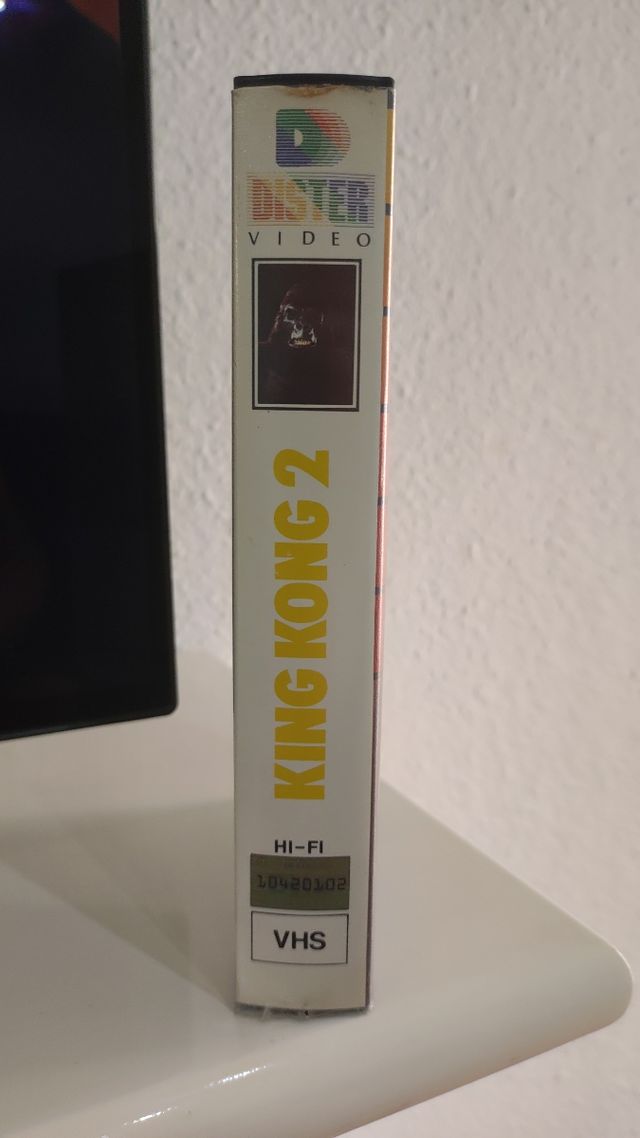 D
DISTER
VIDEO
KING KONG 2
HI-FI
10420102
VHS